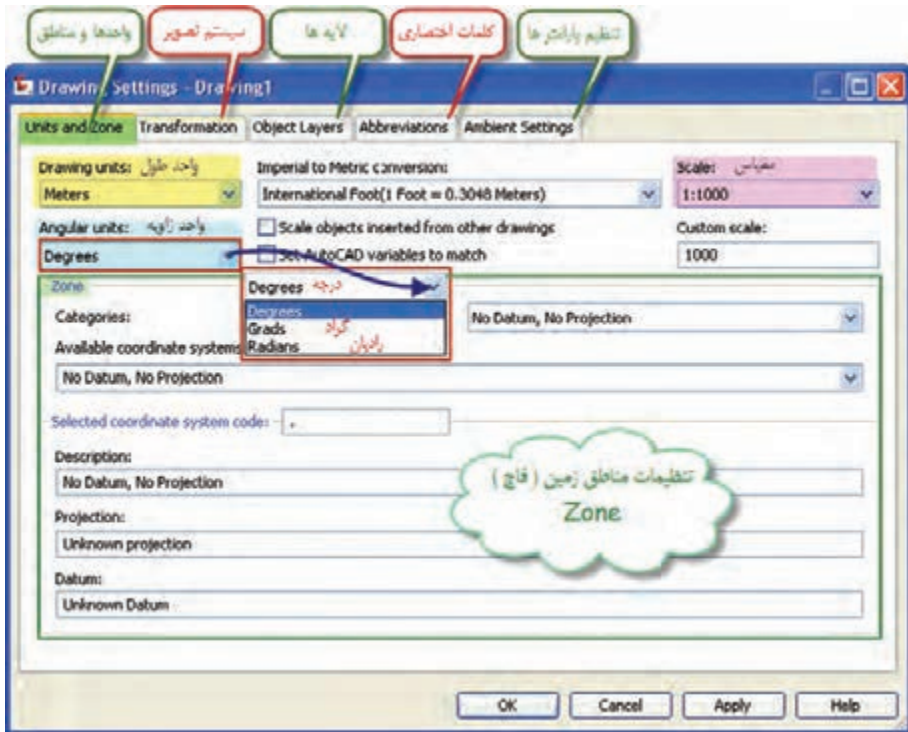 واحدها و مناطق
سیستم تصویر
لایه ها
کلمات اختصاری
تنظیم پارامتر ها
Drawing Settings - Drawing1
Units and Zone Transformation Object Layers Abbreviations Ambient Settings
Drawing units: واحد طول
Imperial to Metric conversion:
Scale: مقیاس
Meters
International Foot(1 Foot = 0.3048 Meters)
1:1000
Angular units: واحد زاویه
Scale objects inserted from other drawings
Custom scale:
Degrees
Set AutoCAD variables to match
1000
Zone
Degrees درجه
Categories:
Degrees
No Datum, No Projection
Grads گراد
Available coordinate systems
Radians رادیان
No Datum, No Projection
Selected coordinate system code: .
Description:
No Datum, No Projection
تنظیمات مناطق زمین ( قاچ )
Zone
Projection:
Unknown projection
Datum:
Unknown Datum
OK Cancel Apply Help